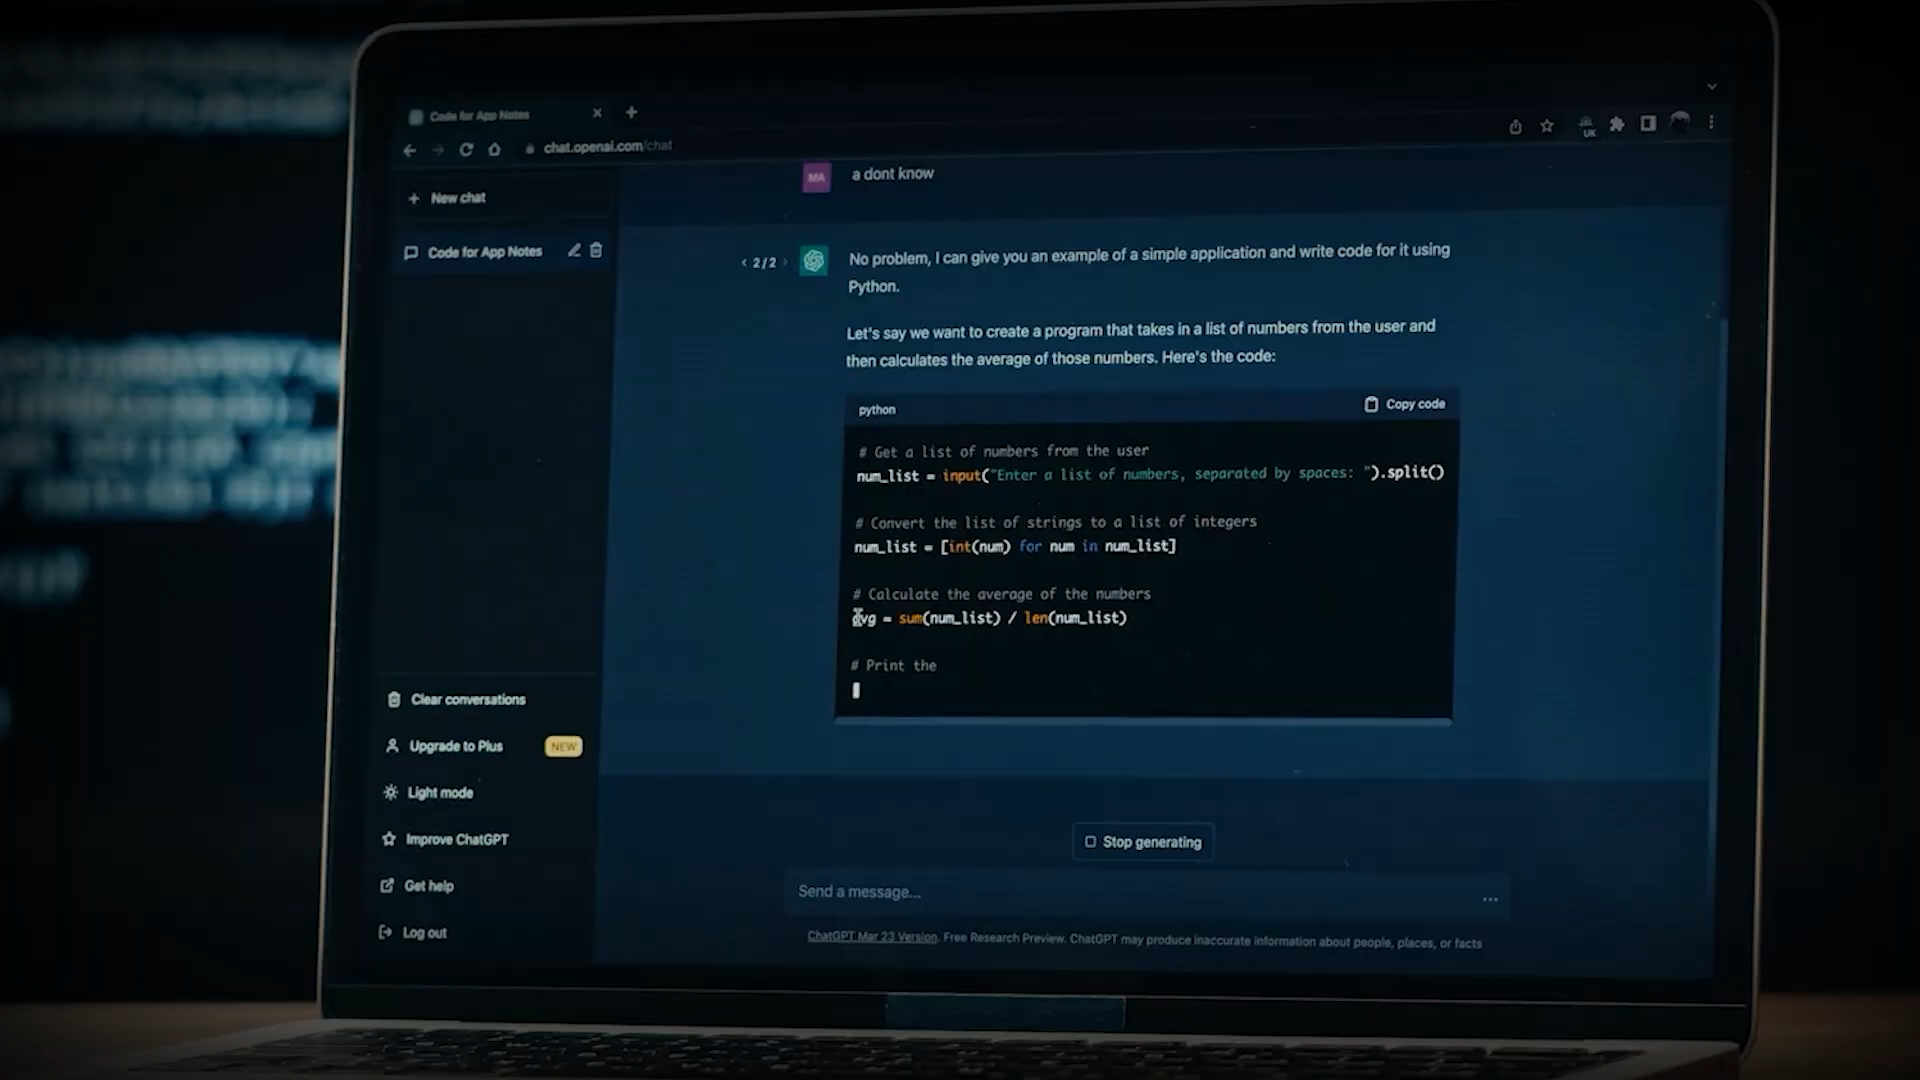 Code for App Notes
chat.openai.com/chat
UK
+ New chat
Code for App Notes
MA
a dont know
< 2/2 >
No problem, I can give you an example of a simple application and write code for it using
Python.
Let's say we want to create a program that takes in a list of numbers from the user and
then calculates the average of those numbers. Here's the code:
python
Copy code
# Get a list of numbers from the user
num_list = input("Enter a list of numbers, separated by spaces: ").split()
# Convert the list of strings to a list of integers
num_list = [int(num) for num in num_list]
# Calculate the average of the numbers
avg = sum(num_list) / len(num_list)
# Print the
Clear conversations
Upgrade to Plus
NEW
Light mode
Improve ChatGPT
Get help
Log out
Stop generating
Send a message...
ChatGPT Mar 23 Version. Free Research Preview. ChatGPT may produce inaccurate information about people, places, or facts